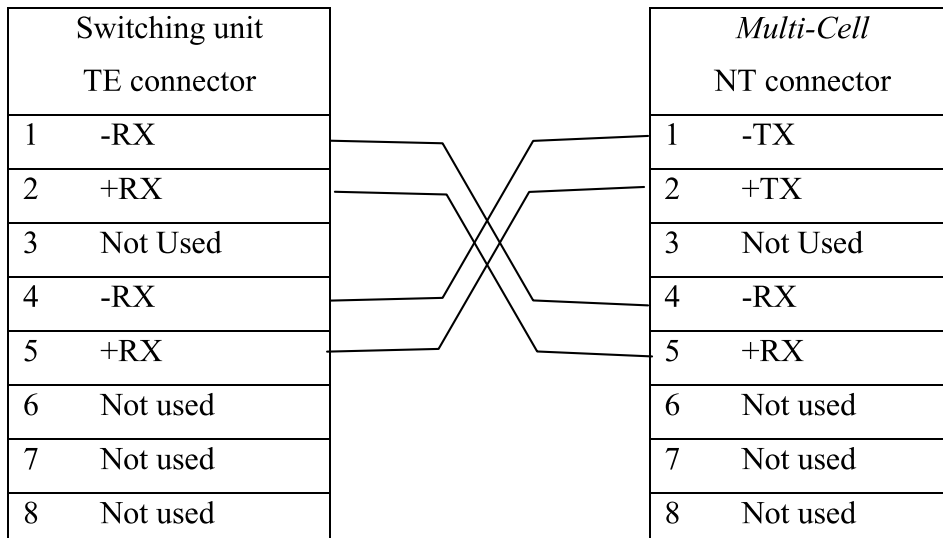 Switching unit
TE connector
1 -RX
2 +RX
3 Not Used
4 -RX
5 +RX
6 Not used
7 Not used
8 Not used
Multi-Cell
NT connector
1 -TX
2 +TX
3 Not Used
4 -RX
5 +RX
6 Not used
7 Not used
8 Not used